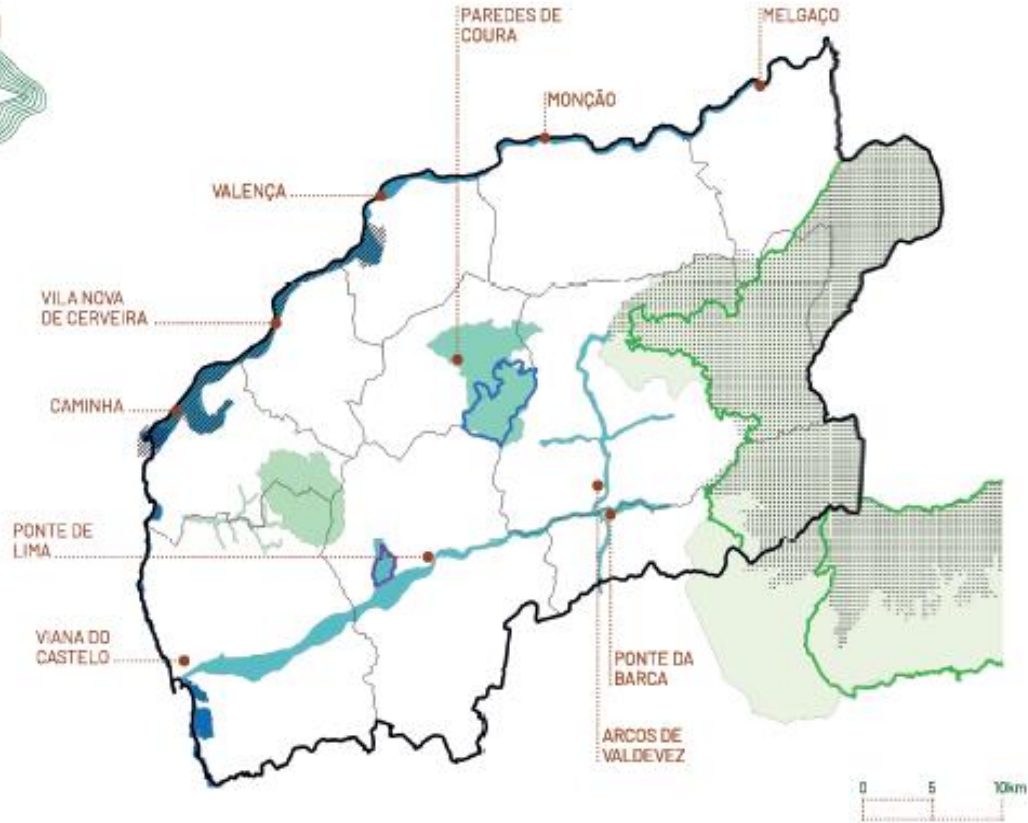 PAREDES DE
COURA
MELGAÇO
MONÇÃO
VALENÇA
VILA NOVA
DE CERVEIRA
CAMINHA
PONTE DE
LIMA
VIANA DO
CASTELO
PONTE DA
BARCA
ARCOS DE
VALDEVEZ
0 5 10km